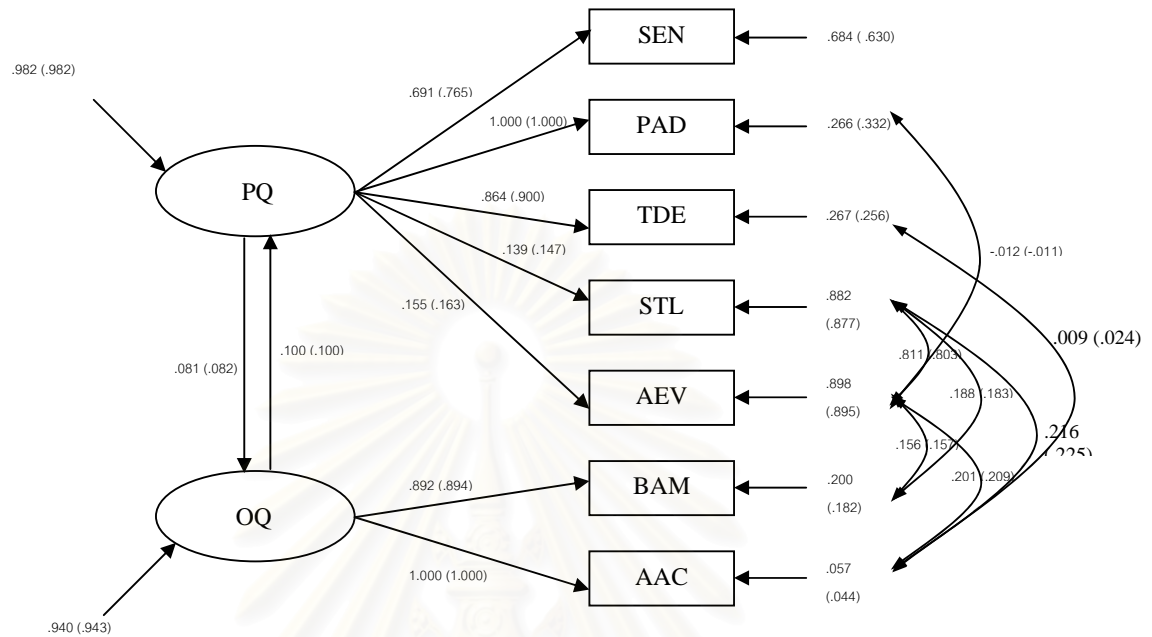 SEN
.684 ( .630)
.982 (.982)
.691 (.765)
1.000 (1.000)
PAD
.266 (.332)
PQ
.864 (.900)
TDE
.267 (.256)
.139 (.147)
-.012 (-.011)
.155 (.163)
STL
.882
(.877)
.009 (.024)
.081 (.082)
.100 (.100)
.811 (.803)
AEV
.898
(.895)
.188 (.183)
.216
(.225)
.156 (.157)
.201 (.209)
.892 (.894)
BAM
.200
(.182)
OQ
1.000 (1.000)
AAC
.057
(.044)
.940 (.943)